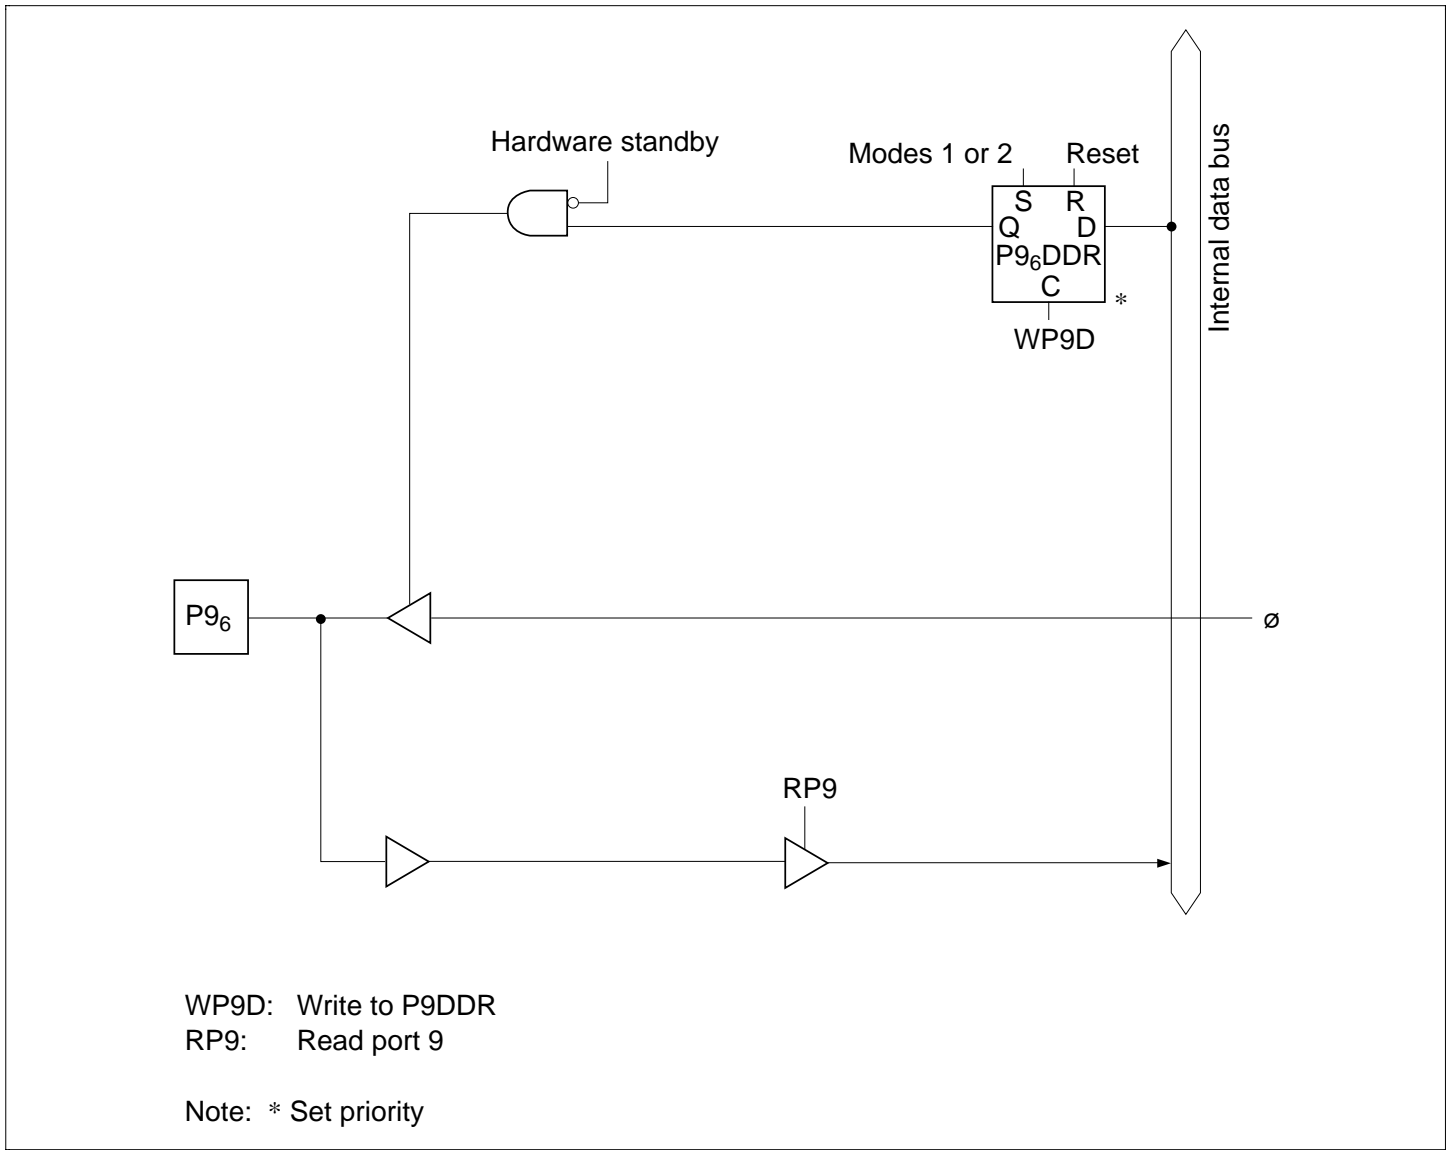 Hardware standby
Modes 1 or 2
Reset
S
R
Q
D
P9₆DDR
C
*
WP9D
Internal data bus
P9₆
ø
RP9
WP9D: Write to P9DDR
RP9: Read port 9
Note: * Set priority